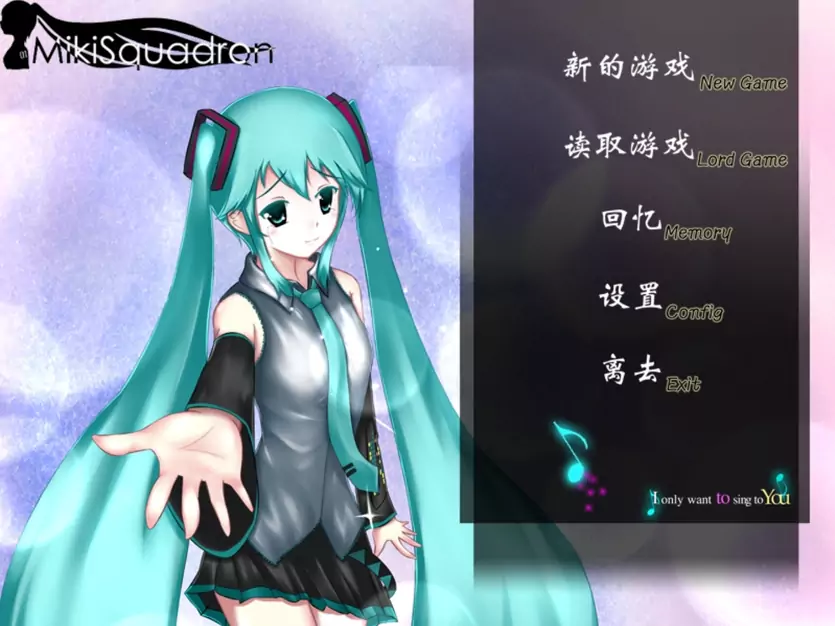 01
MikiSquadron
新的游戏 New Game
读取游戏 Lord Game
回忆 Memory
设置 Config
离去 Exit
I only want to sing to You